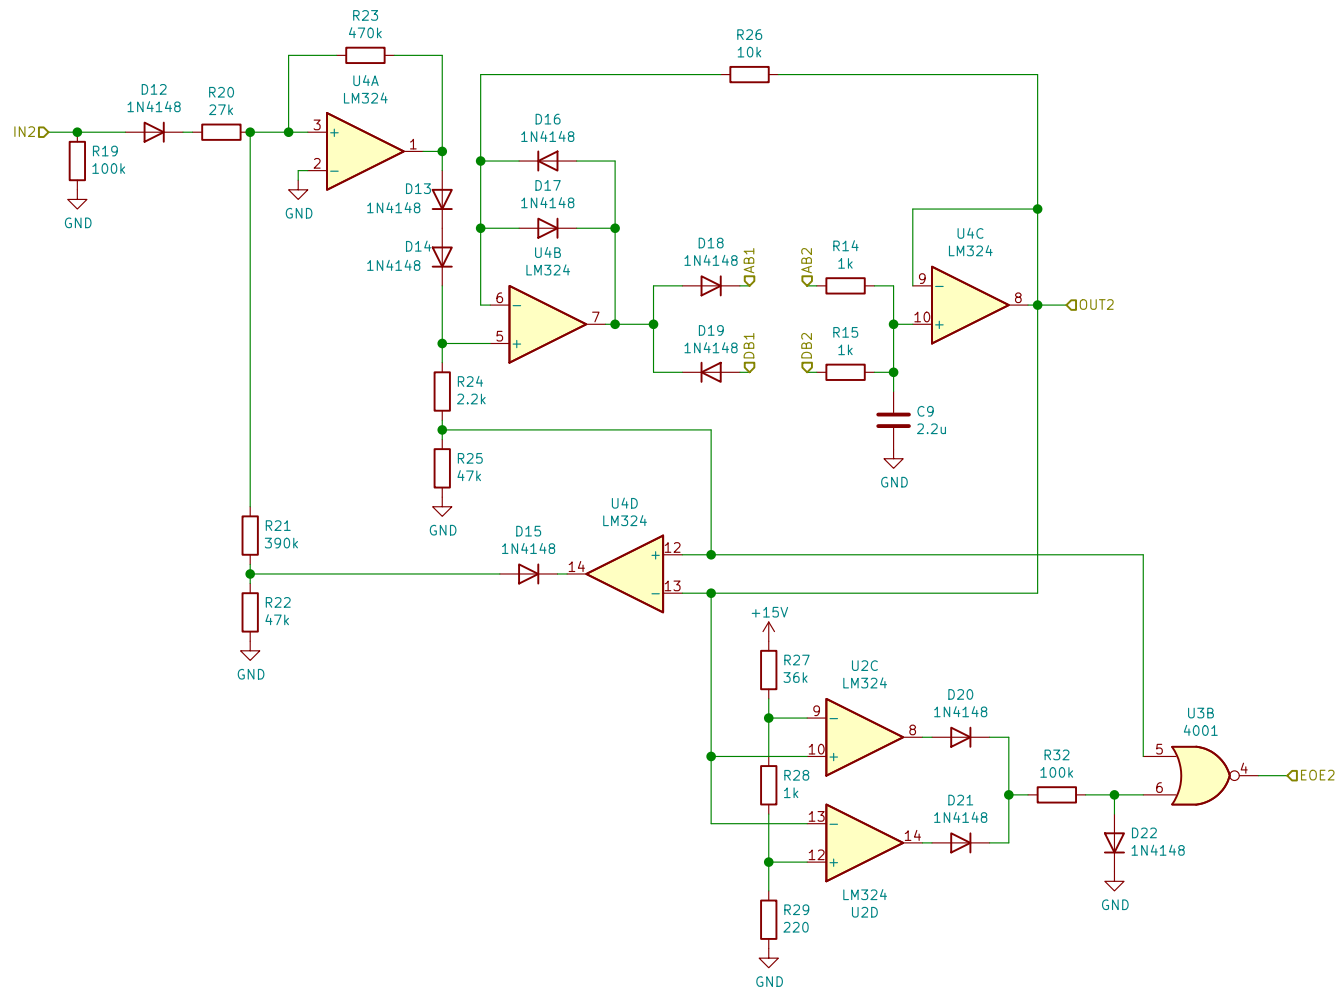 R23
470k
R26
10k
U4A
LM324
D12
1N4148
R20
27k
D16
1N4148
IN2
3
+
1
2
−
R19
100k
GND
GND
D13
1N4148
D17
1N4148
D14
1N4148
U4B
LM324
D18
1N4148
AB1
AB2
R14
1k
U4C
LM324
6
−
7
5
+
9
−
8
10
+
OUT2
D19
1N4148
DB1
DB2
R15
1k
R24
2.2k
C9
2.2u
R25
47k
GND
GND
U4D
LM324
R21
390k
D15
1N4148
14
+
12
−
13
R22
47k
GND
+15V
R27
36k
U2C
LM324
D20
1N4148
9
−
8
10
+
U3B
4001
R28
1k
R32
100k
5
6
4
EOE2
D21
1N4148
13
−
14
12
+
D22
1N4148
LM324
U2D
R29
220
GND
GND